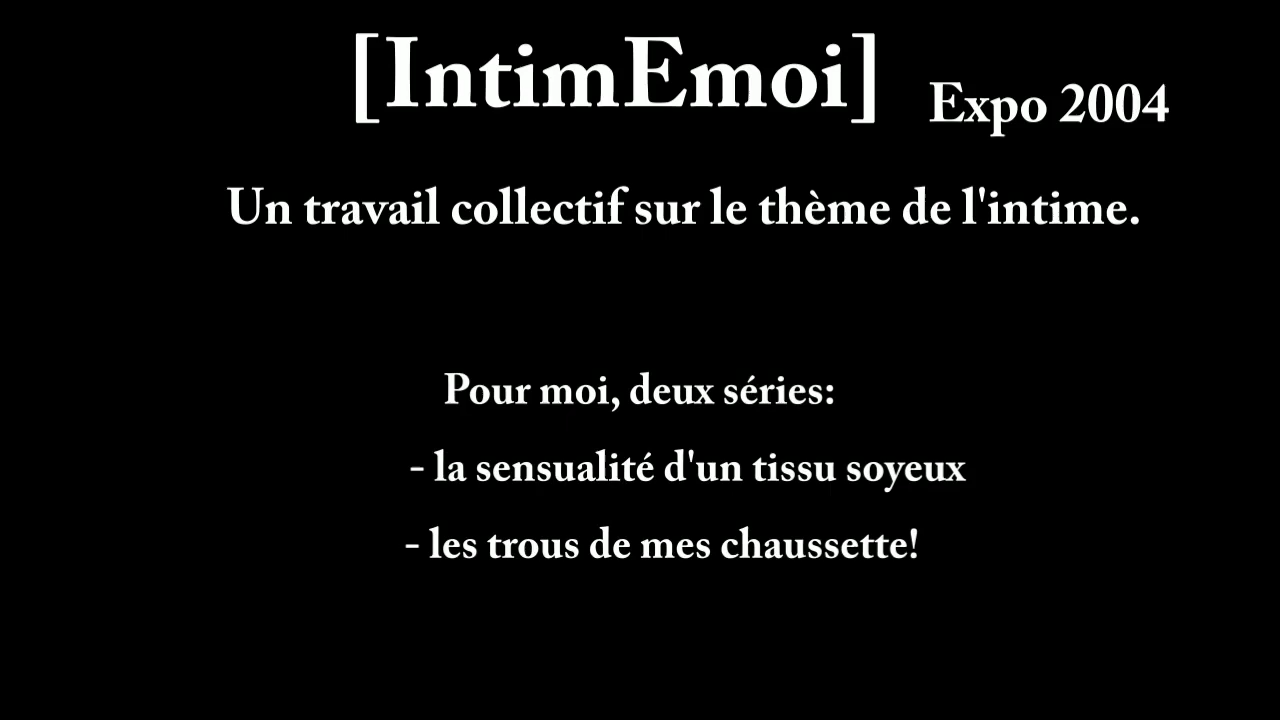 [IntimEmoi] Expo 2004
Un travail collectif sur le thème de l'intime.
Pour moi, deux séries:
- la sensualité d'un tissu soyeux
- les trous de mes chaussette!